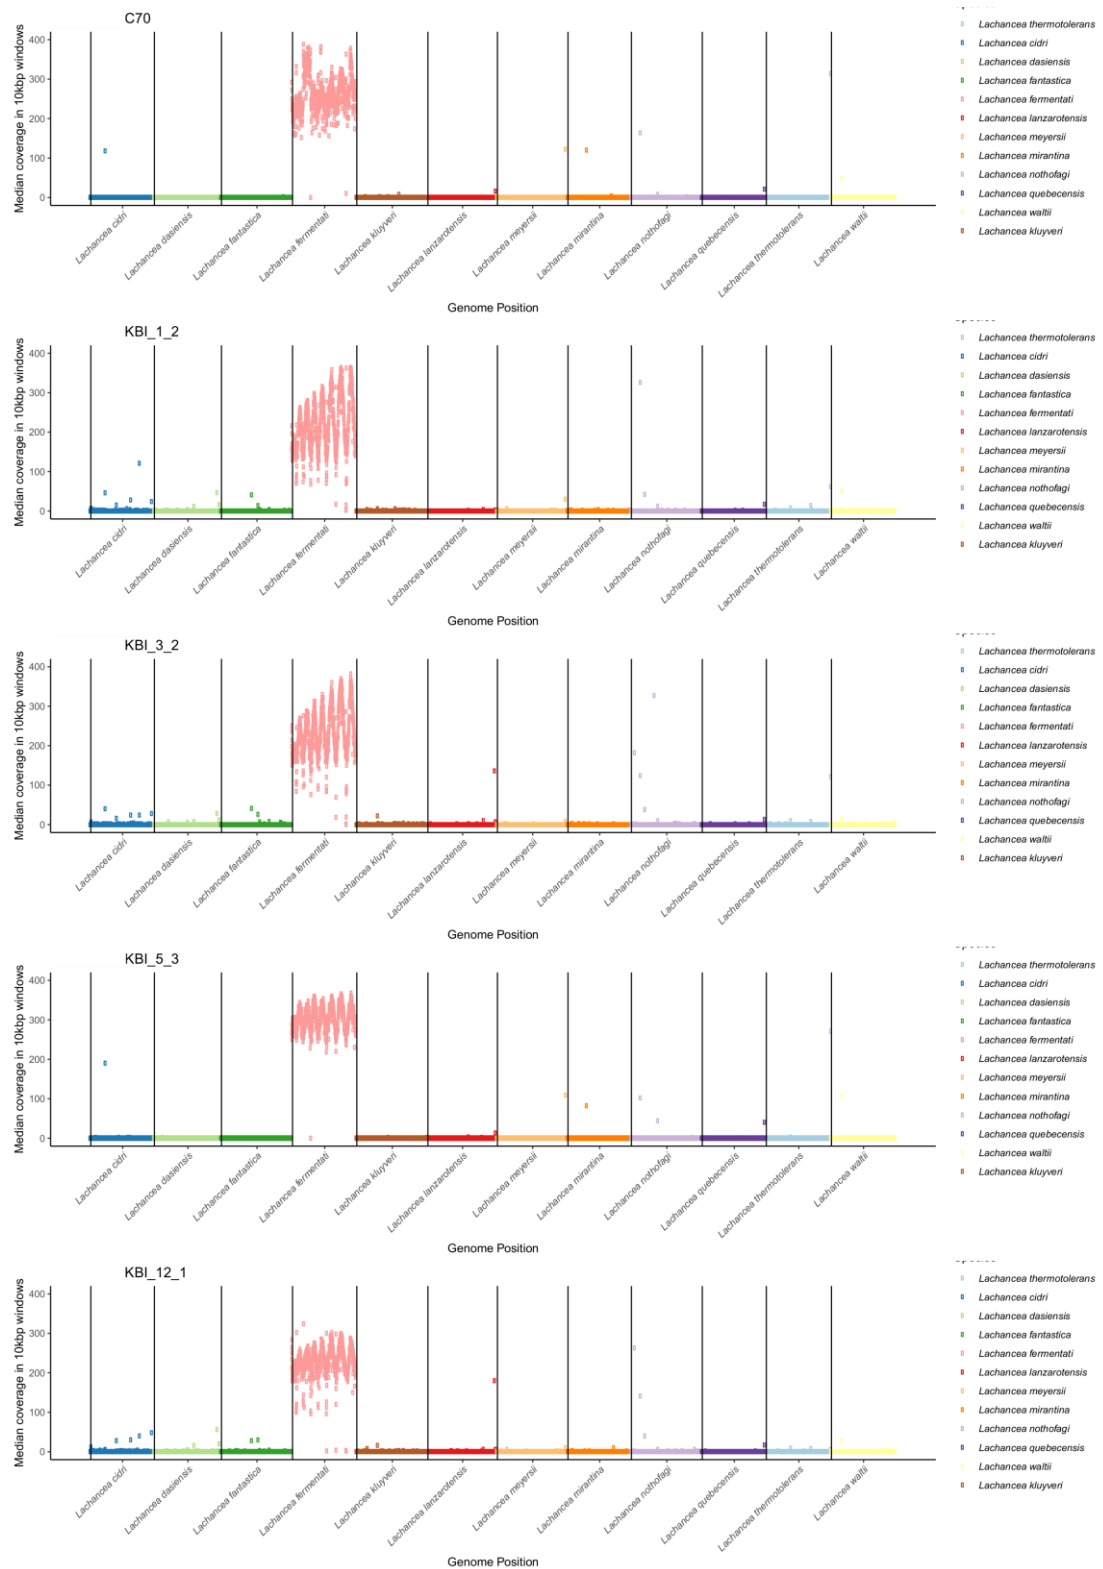 C70
Median coverage in 10kbp windows
400
300
200
100
0
Lachancea cidri
Lachancea dasiensis
Lachancea fantastica
Lachancea fermentati
Lachancea kluyveri
Lachancea lanzarotensis
Lachancea meyersii
Lachancea mirantina
Lachancea nothofagi
Lachancea quebecensis
Lachancea thermotolerans
Lachancea waltii
Genome Position
Lachancea thermotolerans
Lachancea cidri
Lachancea dasiensis
Lachancea fantastica
Lachancea fermentati
Lachancea lanzarotensis
Lachancea meyersii
Lachancea mirantina
Lachancea nothofagi
Lachancea quebecensis
Lachancea waltii
Lachancea kluyveri
KBI_1_2
Median coverage in 10kbp windows
400
300
200
100
0
Lachancea cidri
Lachancea dasiensis
Lachancea fantastica
Lachancea fermentati
Lachancea kluyveri
Lachancea lanzarotensis
Lachancea meyersii
Lachancea mirantina
Lachancea nothofagi
Lachancea quebecensis
Lachancea thermotolerans
Lachancea waltii
Genome Position
Lachancea thermotolerans
Lachancea cidri
Lachancea dasiensis
Lachancea fantastica
Lachancea fermentati
Lachancea lanzarotensis
Lachancea meyersii
Lachancea mirantina
Lachancea nothofagi
Lachancea quebecensis
Lachancea waltii
Lachancea kluyveri
KBI_3_2
Median coverage in 10kbp windows
400
300
200
100
0
Lachancea cidri
Lachancea dasiensis
Lachancea fantastica
Lachancea fermentati
Lachancea kluyveri
Lachancea lanzarotensis
Lachancea meyersii
Lachancea mirantina
Lachancea nothofagi
Lachancea quebecensis
Lachancea thermotolerans
Lachancea waltii
Genome Position
Lachancea thermotolerans
Lachancea cidri
Lachancea dasiensis
Lachancea fantastica
Lachancea fermentati
Lachancea lanzarotensis
Lachancea meyersii
Lachancea mirantina
Lachancea nothofagi
Lachancea quebecensis
Lachancea waltii
Lachancea kluyveri
KBI_5_3
Median coverage in 10kbp windows
400
300
200
100
0
Lachancea cidri
Lachancea dasiensis
Lachancea fantastica
Lachancea fermentati
Lachancea kluyveri
Lachancea lanzarotensis
Lachancea meyersii
Lachancea mirantina
Lachancea nothofagi
Lachancea quebecensis
Lachancea thermotolerans
Lachancea waltii
Genome Position
Lachancea thermotolerans
Lachancea cidri
Lachancea dasiensis
Lachancea fantastica
Lachancea fermentati
Lachancea lanzarotensis
Lachancea meyersii
Lachancea mirantina
Lachancea nothofagi
Lachancea quebecensis
Lachancea waltii
Lachancea kluyveri
KBI_12_1
Median coverage in 10kbp windows
400
300
200
100
0
Lachancea cidri
Lachancea dasiensis
Lachancea fantastica
Lachancea fermentati
Lachancea kluyveri
Lachancea lanzarotensis
Lachancea meyersii
Lachancea mirantina
Lachancea nothofagi
Lachancea quebecensis
Lachancea thermotolerans
Lachancea waltii
Genome Position
Lachancea thermotolerans
Lachancea cidri
Lachancea dasiensis
Lachancea fantastica
Lachancea fermentati
Lachancea lanzarotensis
Lachancea meyersii
Lachancea mirantina
Lachancea nothofagi
Lachancea quebecensis
Lachancea waltii
Lachancea kluyveri